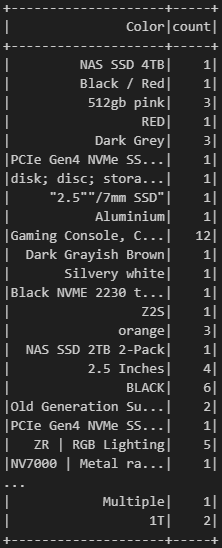 +--------------------+-----+
|               Color|count|
+--------------------+-----+
|         NAS SSD 4TB|    1|
|         Black / Red|    1|
|          512gb pink|    3|
|                 RED|    1|
|           Dark Grey|    3|
|PCIe Gen4 NVMe SS...|    1|
|disk; disc; stora...|    1|
|     "2.5""/7mm SSD"|    1|
|           Aluminium|    1|
|Gaming Console, C...|   12|
|  Dark Grayish Brown|    1|
|       Silvery white|    1|
|Black NVME 2230 t...|    1|
|                 Z2S|    1|
|              orange|    3|
|  NAS SSD 2TB 2-Pack|    1|
|          2.5 Inches|    4|
|               BLACK|    6|
|Old Generation Su...|    2|
|PCIe Gen4 NVMe SS...|    1|
|   ZR | RGB Lighting|    5|
|NV7000 | Metal ra...|    1|
...
|            Multiple|    1|
|                  1T|    2|
+--------------------+-----+